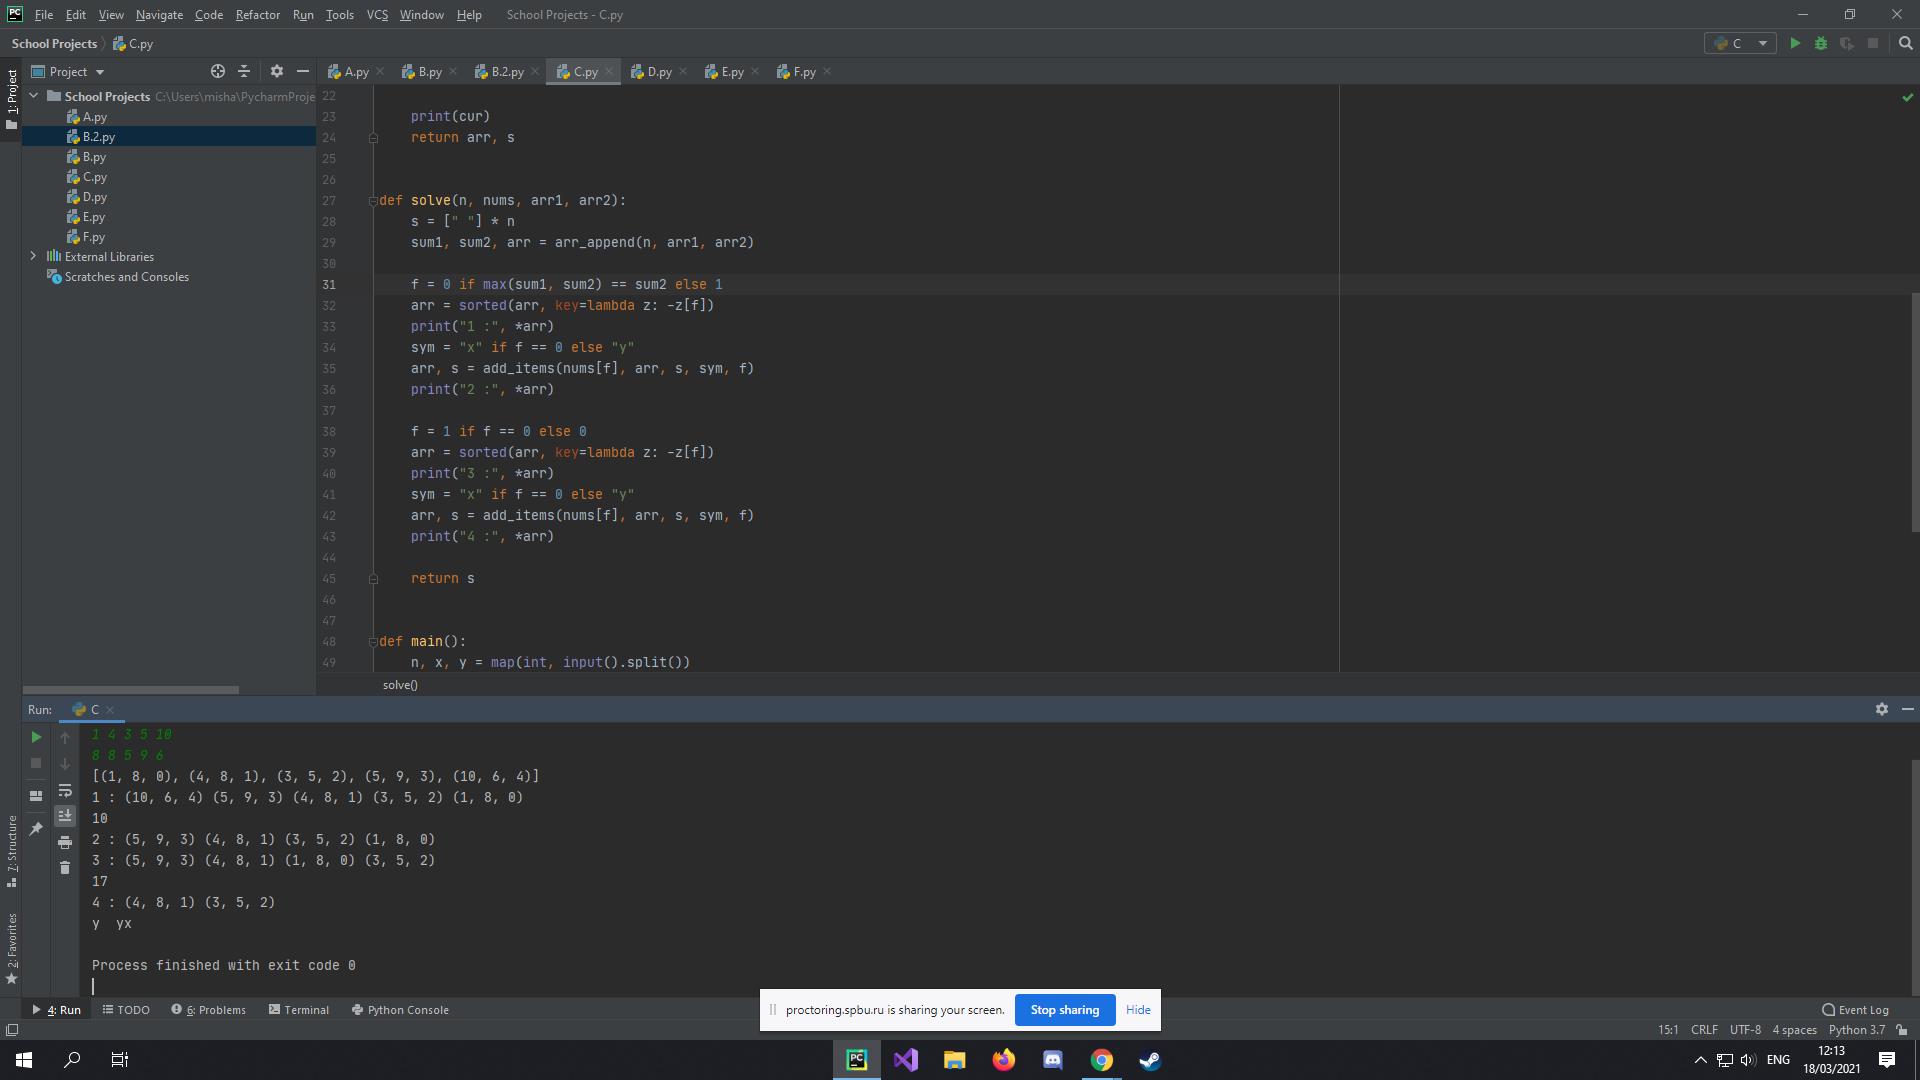 PC File Edit View Navigate Code Refactor Run Tools VCS Window Help School Projects - C.py
School Projects C.py C
Project A.py B.py B.2.py C.py D.py E.py F.py
1: Project
School Projects C:\Users\misha\PycharmProje
A.py
B.2.py
B.py
C.py
D.py
E.py
F.py
External Libraries
Scratches and Consoles
22
23 print(cur)
24 return arr, s
25
26
27 def solve(n, nums, arr1, arr2):
28 s = [" "] * n
29 sum1, sum2, arr = arr_append(n, arr1, arr2)
30
31 f = 0 if max(sum1, sum2) == sum2 else 1
32 arr = sorted(arr, key=lambda z: -z[f])
33 print("1 :", *arr)
34 sym = "x" if f == 0 else "y"
35 arr, s = add_items(nums[f], arr, s, sym, f)
36 print("2 :", *arr)
37
38 f = 1 if f == 0 else 0
39 arr = sorted(arr, key=lambda z: -z[f])
40 print("3 :", *arr)
41 sym = "x" if f == 0 else "y"
42 arr, s = add_items(nums[f], arr, s, sym, f)
43 print("4 :", *arr)
44
45 return s
46
47
48 def main():
49 n, x, y = map(int, input().split())
solve()
Run: C
1 4 3 5 10
8 8 5 9 6
[(1, 8, 0), (4, 8, 1), (3, 5, 2), (5, 9, 3), (10, 6, 4)]
1 : (10, 6, 4) (5, 9, 3) (4, 8, 1) (3, 5, 2) (1, 8, 0)
10
2 : (5, 9, 3) (4, 8, 1) (3, 5, 2) (1, 8, 0)
3 : (5, 9, 3) (4, 8, 1) (1, 8, 0) (3, 5, 2)
17
4 : (4, 8, 1) (3, 5, 2)
y  yx
Process finished with exit code 0
7: Structure
2: Favorites
4: Run TODO 6: Problems Terminal Python Console Event Log
proctoring.spbu.ru is sharing your screen. Stop sharing Hide
15:1 CRLF UTF-8 4 spaces Python 3.7
PC ENG 12:13
18/03/2021